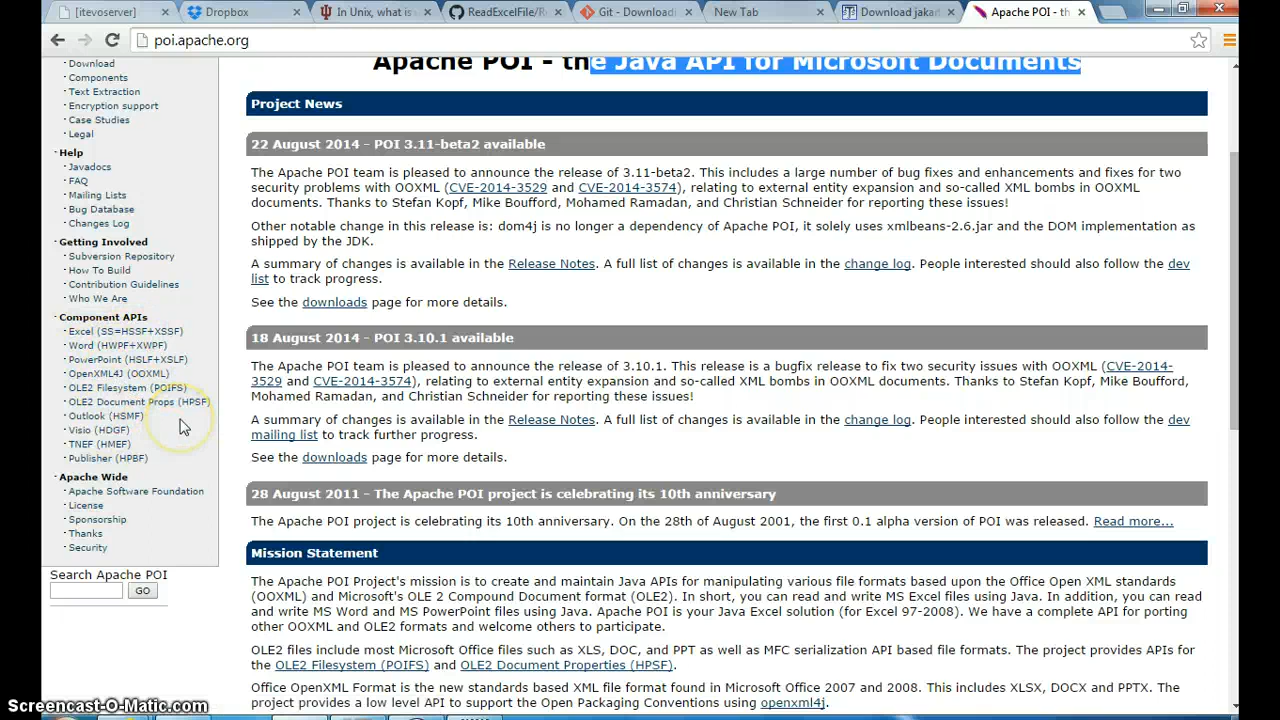 [itevoserver]
Dropbox
In Unix, what is
ReadExcelFile/R
Git - Downloadi
New Tab
Download jakar
Apache POI - th
poi.apache.org
Download
Components
Text Extraction
Encryption support
Case Studies
Legal
Help
Javadocs
FAQ
Mailing Lists
Bug Database
Changes Log
Getting Involved
Subversion Repository
How To Build
Contribution Guidelines
Who We Are
Component APIs
Excel (SS=HSSF+XSSF)
Word (HWPF+XWPF)
PowerPoint (HSLF+XSLF)
OpenXML4J (OOXML)
OLE2 Filesystem (POIFS)
OLE2 Document Props (HPSF)
Outlook (HSMF)
Visio (HDGF)
TNEF (HMEF)
Publisher (HPBF)
Apache Wide
Apache Software Foundation
License
Sponsorship
Thanks
Security
Search Apache POI
GO
Apache POI - the Java API for Microsoft Documents
Project News
22 August 2014 - POI 3.11-beta2 available
The Apache POI team is pleased to announce the release of 3.11-beta2. This includes a large number of bug fixes and enhancements and fixes for two
security problems with OOXML (CVE-2014-3529 and CVE-2014-3574), relating to external entity expansion and so-called XML bombs in OOXML
documents. Thanks to Stefan Kopf, Mike Boufford, Mohamed Ramadan, and Christian Schneider for reporting these issues!
Other notable change in this release is: dom4j is no longer a dependency of Apache POI, it solely uses xmlbeans-2.6.jar and the DOM implementation as
shipped by the JDK.
A summary of changes is available in the Release Notes. A full list of changes is available in the change log. People interested should also follow the dev
list to track progress.
See the downloads page for more details.
18 August 2014 - POI 3.10.1 available
The Apache POI team is pleased to announce the release of 3.10.1. This release is a bugfix release to fix two security issues with OOXML (CVE-2014-
3529 and CVE-2014-3574), relating to external entity expansion and so-called XML bombs in OOXML documents. Thanks to Stefan Kopf, Mike Boufford,
Mohamed Ramadan, and Christian Schneider for reporting these issues!
A summary of changes is available in the Release Notes. A full list of changes is available in the change log. People interested should also follow the dev
mailing list to track further progress.
See the downloads page for more details.
28 August 2011 - The Apache POI project is celebrating its 10th anniversary
The Apache POI project is celebrating its 10th anniversary. On the 28th of August 2001, the first 0.1 alpha version of POI was released. Read more...
Mission Statement
The Apache POI Project's mission is to create and maintain Java APIs for manipulating various file formats based upon the Office Open XML standards
(OOXML) and Microsoft's OLE 2 Compound Document format (OLE2). In short, you can read and write MS Excel files using Java. In addition, you can read
and write MS Word and MS PowerPoint files using Java. Apache POI is your Java Excel solution (for Excel 97-2008). We have a complete API for porting
other OOXML and OLE2 formats and welcome others to participate.
OLE2 files include most Microsoft Office files such as XLS, DOC, and PPT as well as MFC serialization API based file formats. The project provides APIs for
the OLE2 Filesystem (POIFS) and OLE2 Document Properties (HPSF).
Office OpenXML Format is the new standards based XML file format found in Microsoft Office 2007 and 2008. This includes XLSX, DOCX and PPTX. The
project provides a low level API to support the Open Packaging Conventions using openxml4j.
Screencast-O-Matic.com